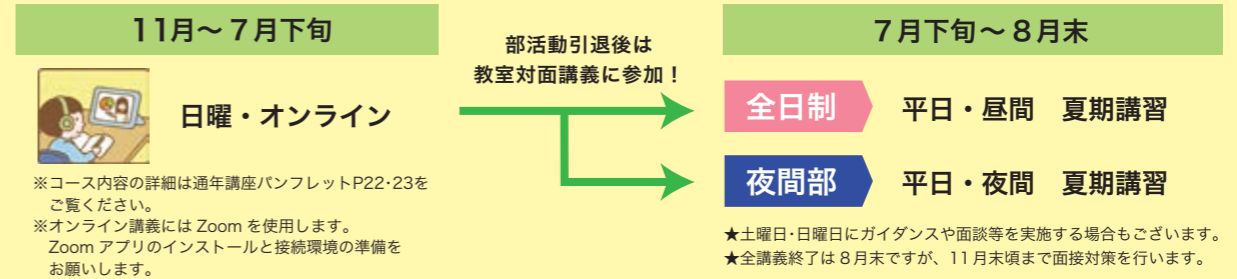 11月〜7月下旬
日曜・オンライン
※コース内容の詳細は通年講座パンフレットP22・23を
ご覧ください。
※オンライン講義には Zoom を使用します。
Zoom アプリのインストールと接続環境の準備を
お願いします。
部活動引退後は
教室対面講義に参加！
7月下旬〜8月末
全日制 平日・昼間 夏期講習
夜間部 平日・夜間 夏期講習
★土曜日・日曜日にガイダンスや面談等を実施する場合もございます。
★全講義終了は8月末ですが、11月末頃まで面接対策を行います。